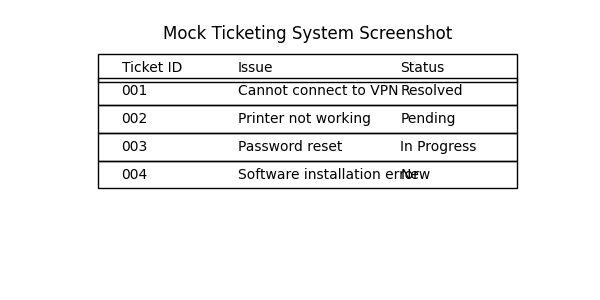 Mock Ticketing System Screenshot
Ticket ID Issue Status
001 Cannot connect to VPN Resolved
002 Printer not working Pending
003 Password reset In Progress
004 Software installation error New